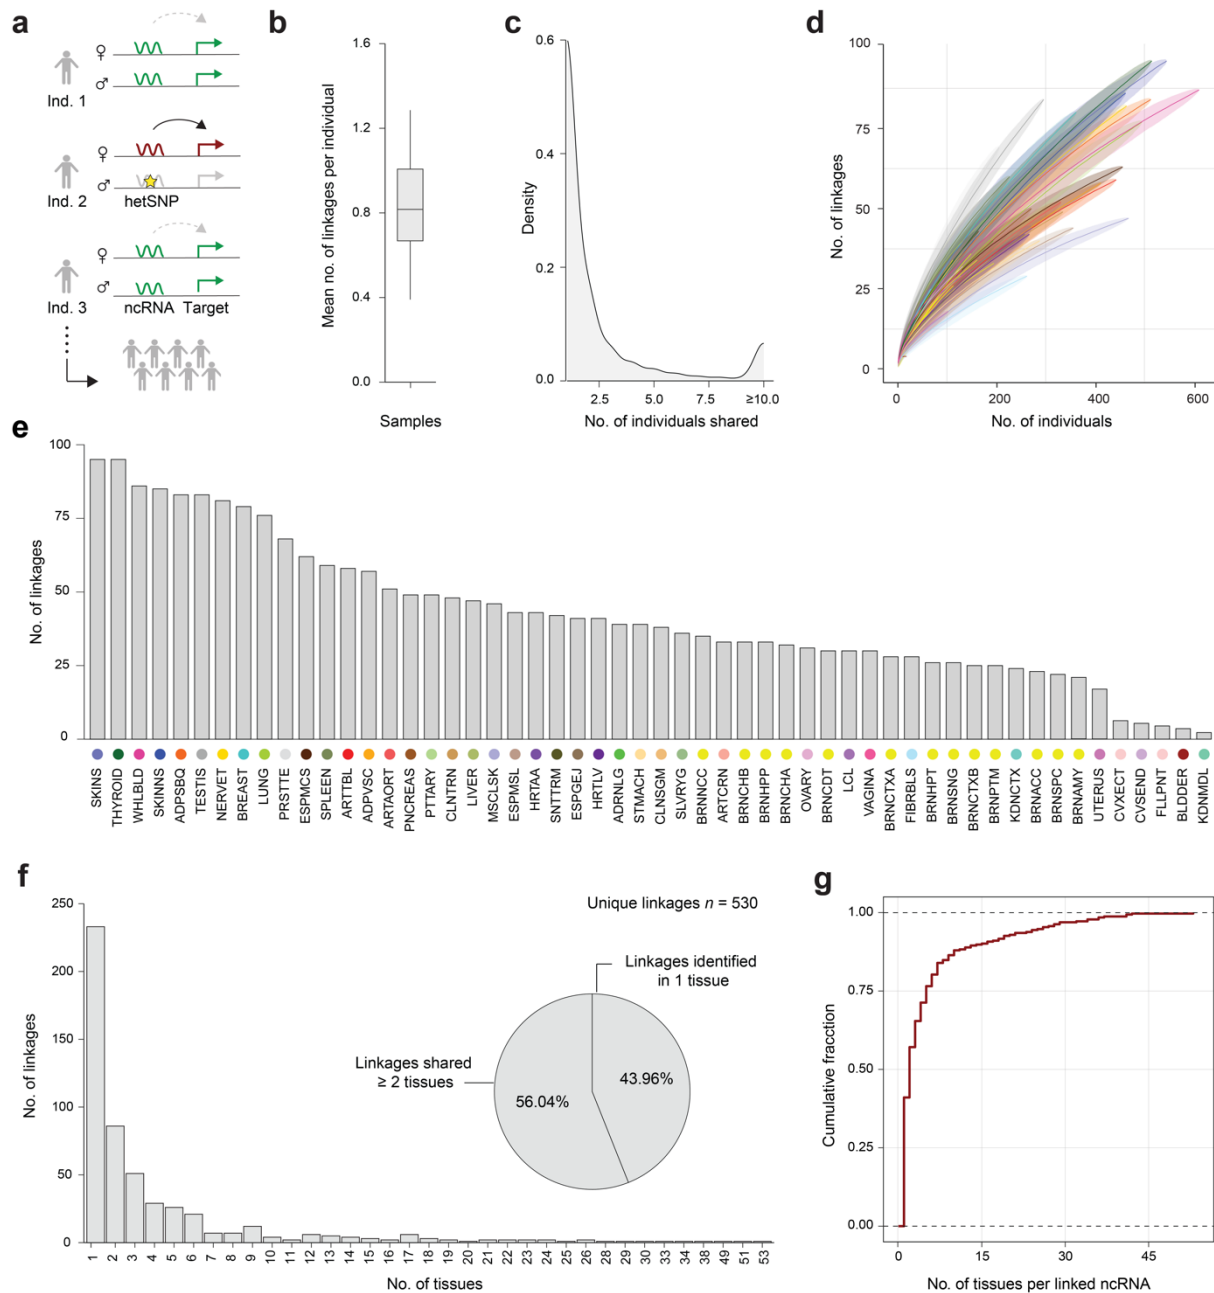 a
♀
♂
Ind. 1
♀
♂
hetSNP
Ind. 2
♀
♂
Ind. 3
ncRNA Target
b
Mean no. of linkages per individual
1.6
1.2
0.8
0.4
0.0
Samples
c
Density
0.6
0.4
0.2
0.0
2.5 5.0 7.5 ≥10.0
No. of individuals shared
d
No. of linkages
100
75
50
25
0
0 200 400 600
No. of individuals
e
No. of linkages
100
75
50
25
0
SKINS
THYROID
WHLBLD
SKINNS
ADPSBQ
TESTIS
NERVET
BREAST
LUNG
PRSTTE
ESPMCS
SPLEEN
ARTTBL
ADPVSC
ARTAORT
PNCREAS
PTTARY
CLNTRN
LIVER
MSCLSK
ESPMSL
HRTAA
SNTTRM
ESPGEJ
HRTLV
ADRNLG
STMACH
CLNSGM
SLVRYG
BRNNCC
ARTCRN
BRNCHB
BRNHPP
BRNCHA
OVARY
BRNCDT
LCL
VAGINA
BRNCTXA
FIBRBLS
BRNHPT
BRNSNG
BRNCTXB
BRNPTM
KDNCTX
BRNACC
BRNSPC
BRNAMY
UTERUS
CVXECT
CVSEND
FLLPNT
BLDDER
KDNMDL
f
No. of linkages
250
200
150
100
50
0
1 2 3 4 5 6 7 8 9 10 11 12 13 14 15 16 17 18 19 20 21 22 23 24 25 26 28 29 30 33 34 38 49 51 53
No. of tissues
Unique linkages n = 530
Linkages identified
in 1 tissue
Linkages shared
≥ 2 tissues
43.96%
56.04%
g
Cumulative fracction
1.00
0.75
0.50
0.25
0.00
0 15 30 45
No. of tissues per linked ncRNA